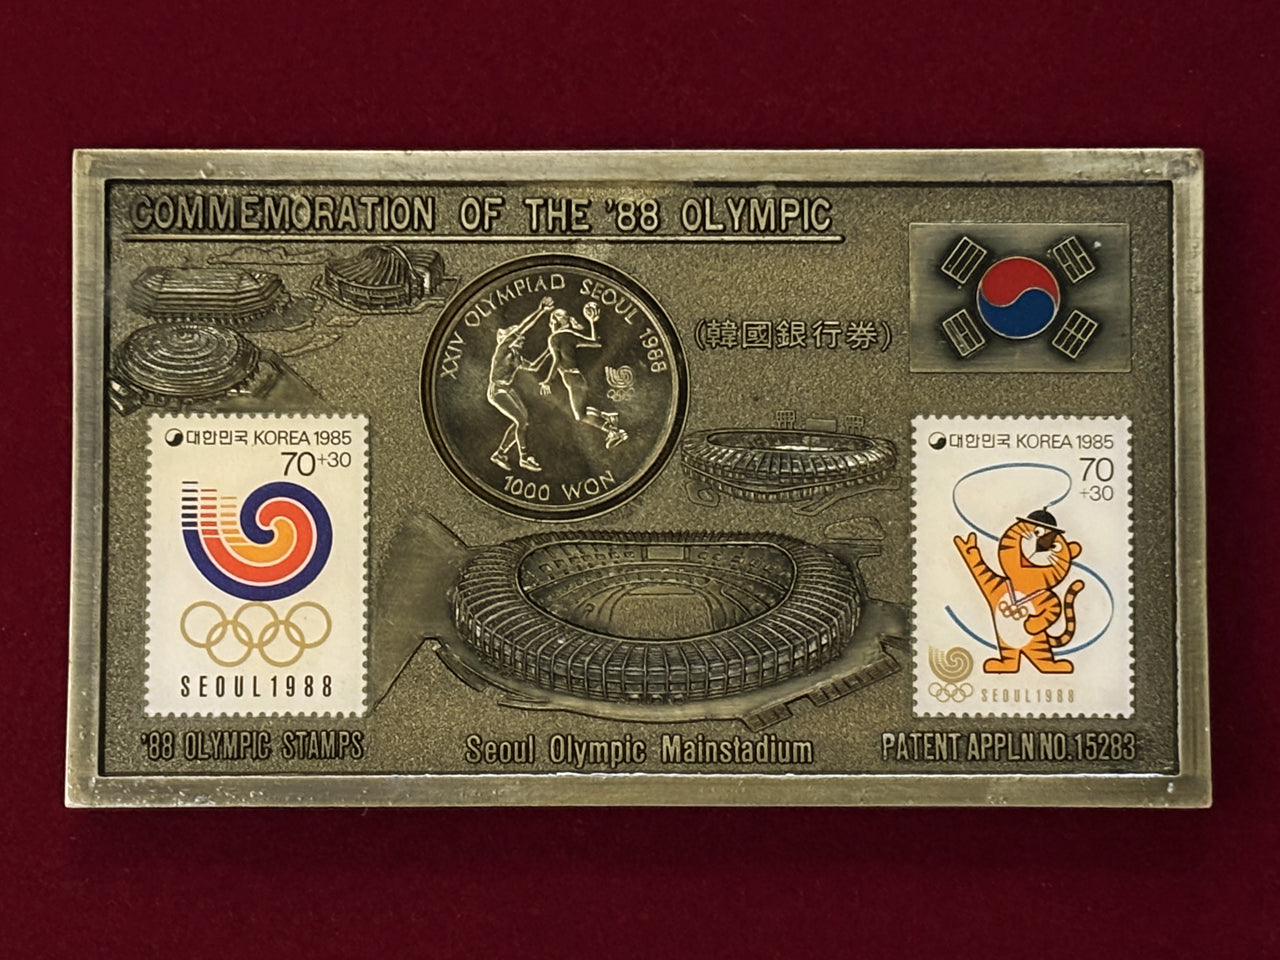 COMMEMORATION OF THE '88 OLYMPIC
XXIV OLYMPIAD SEOUL 1988
1000 WON
(韓國銀行券)
대한민국 KOREA 1985
70+30
SEOUL1988
대한민국 KOREA 1985
70
+30
SEOUL1988
'88 OLYMPIC STAMPS
Seoul Olympic Mainstadium
PATENT APPLN NO.15283